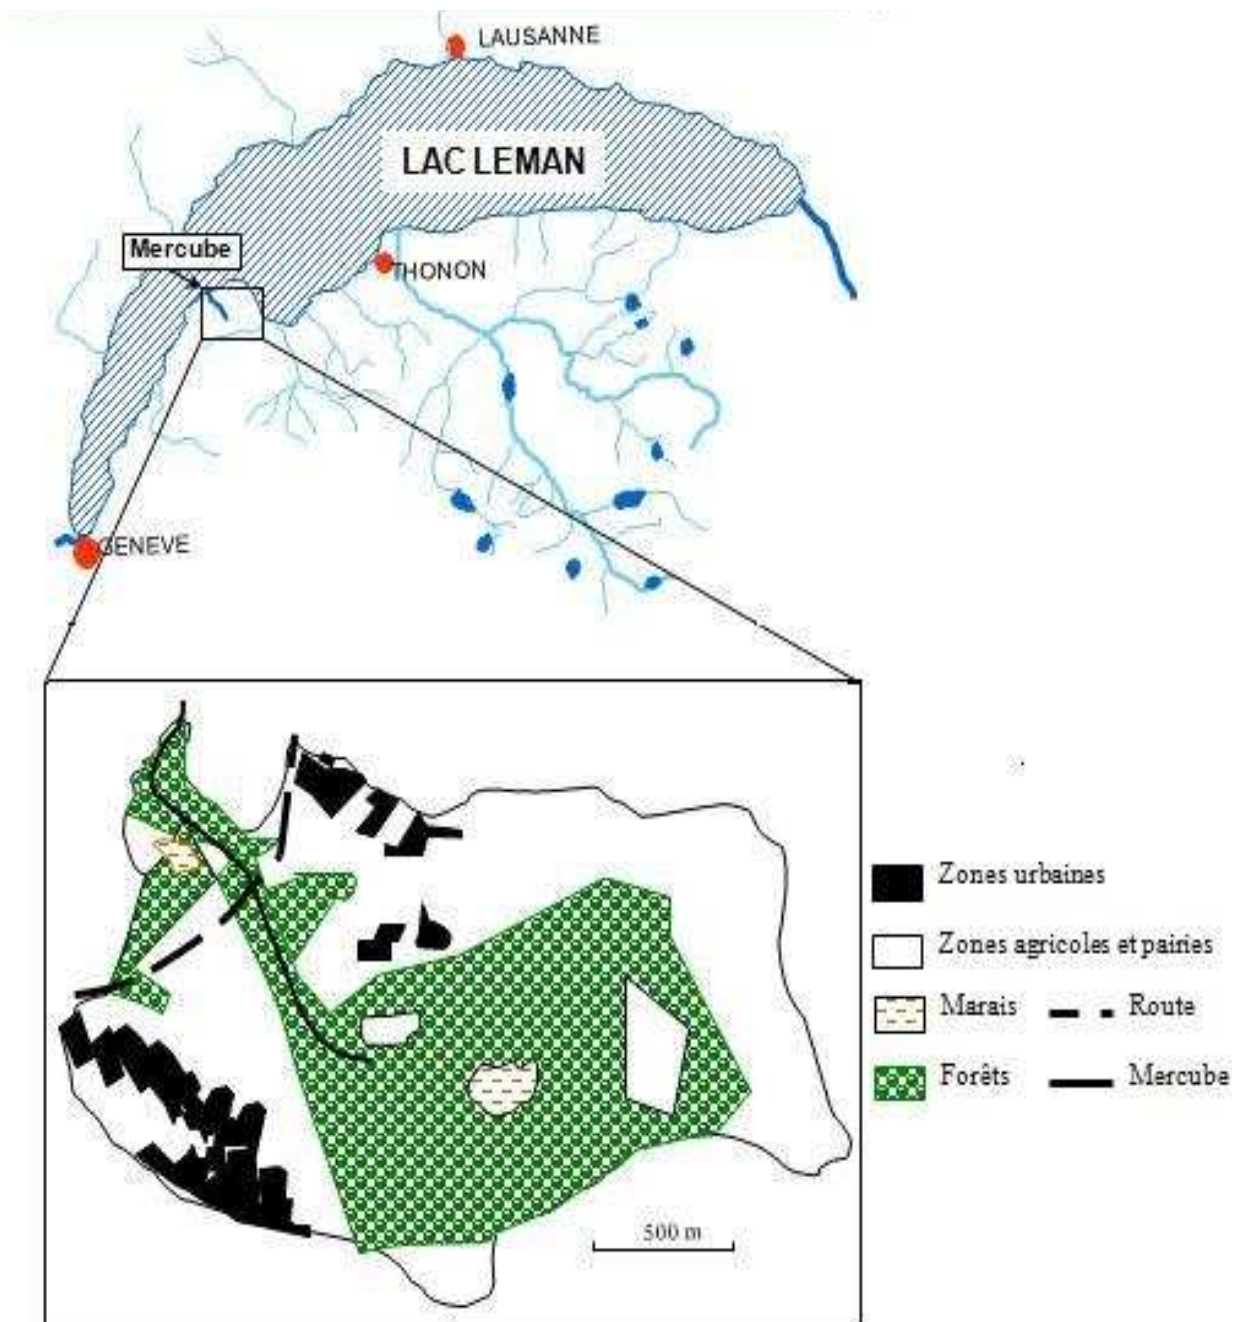 LAUSANNE
LAC LEMAN
Mercube
THONON
GENEVE
Zones urbaines
Zones agricoles et pairies
Marais
Route
Forêts
Mercube
500 m